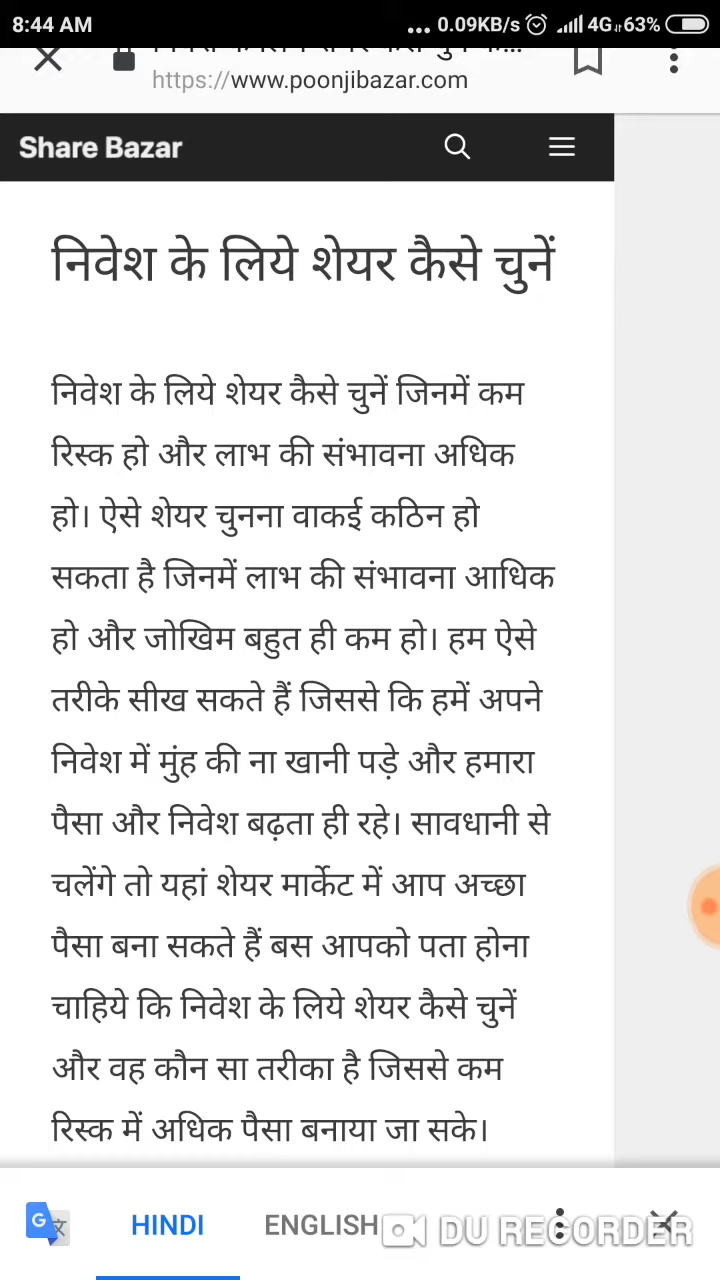 8:44 AM ... 0.09KB/s 4G 63%
https://www.poonjibazar.com
Share Bazar
निवेश के लिये शेयर कैसे चुनें
निवेश के लिये शेयर कैसे चुनें जिनमें कम
रिस्क हो और लाभ की संभावना अधिक
हो। ऐसे शेयर चुनना वाकई कठिन हो
सकता है जिनमें लाभ की संभावना आधिक
हो और जोखिम बहुत ही कम हो। हम ऐसे
तरीके सीख सकते हैं जिससे कि हमें अपने
निवेश में मुंह की ना खानी पड़े और हमारा
पैसा और निवेश बढ़ता ही रहे। सावधानी से
चलेंगे तो यहां शेयर मार्केट में आप अच्छा
पैसा बना सकते हैं बस आपको पता होना
चाहिये कि निवेश के लिये शेयर कैसे चुनें
और वह कौन सा तरीका है जिससे कम
रिस्क में अधिक पैसा बनाया जा सके।
HINDI ENGLISH DU RECORDER